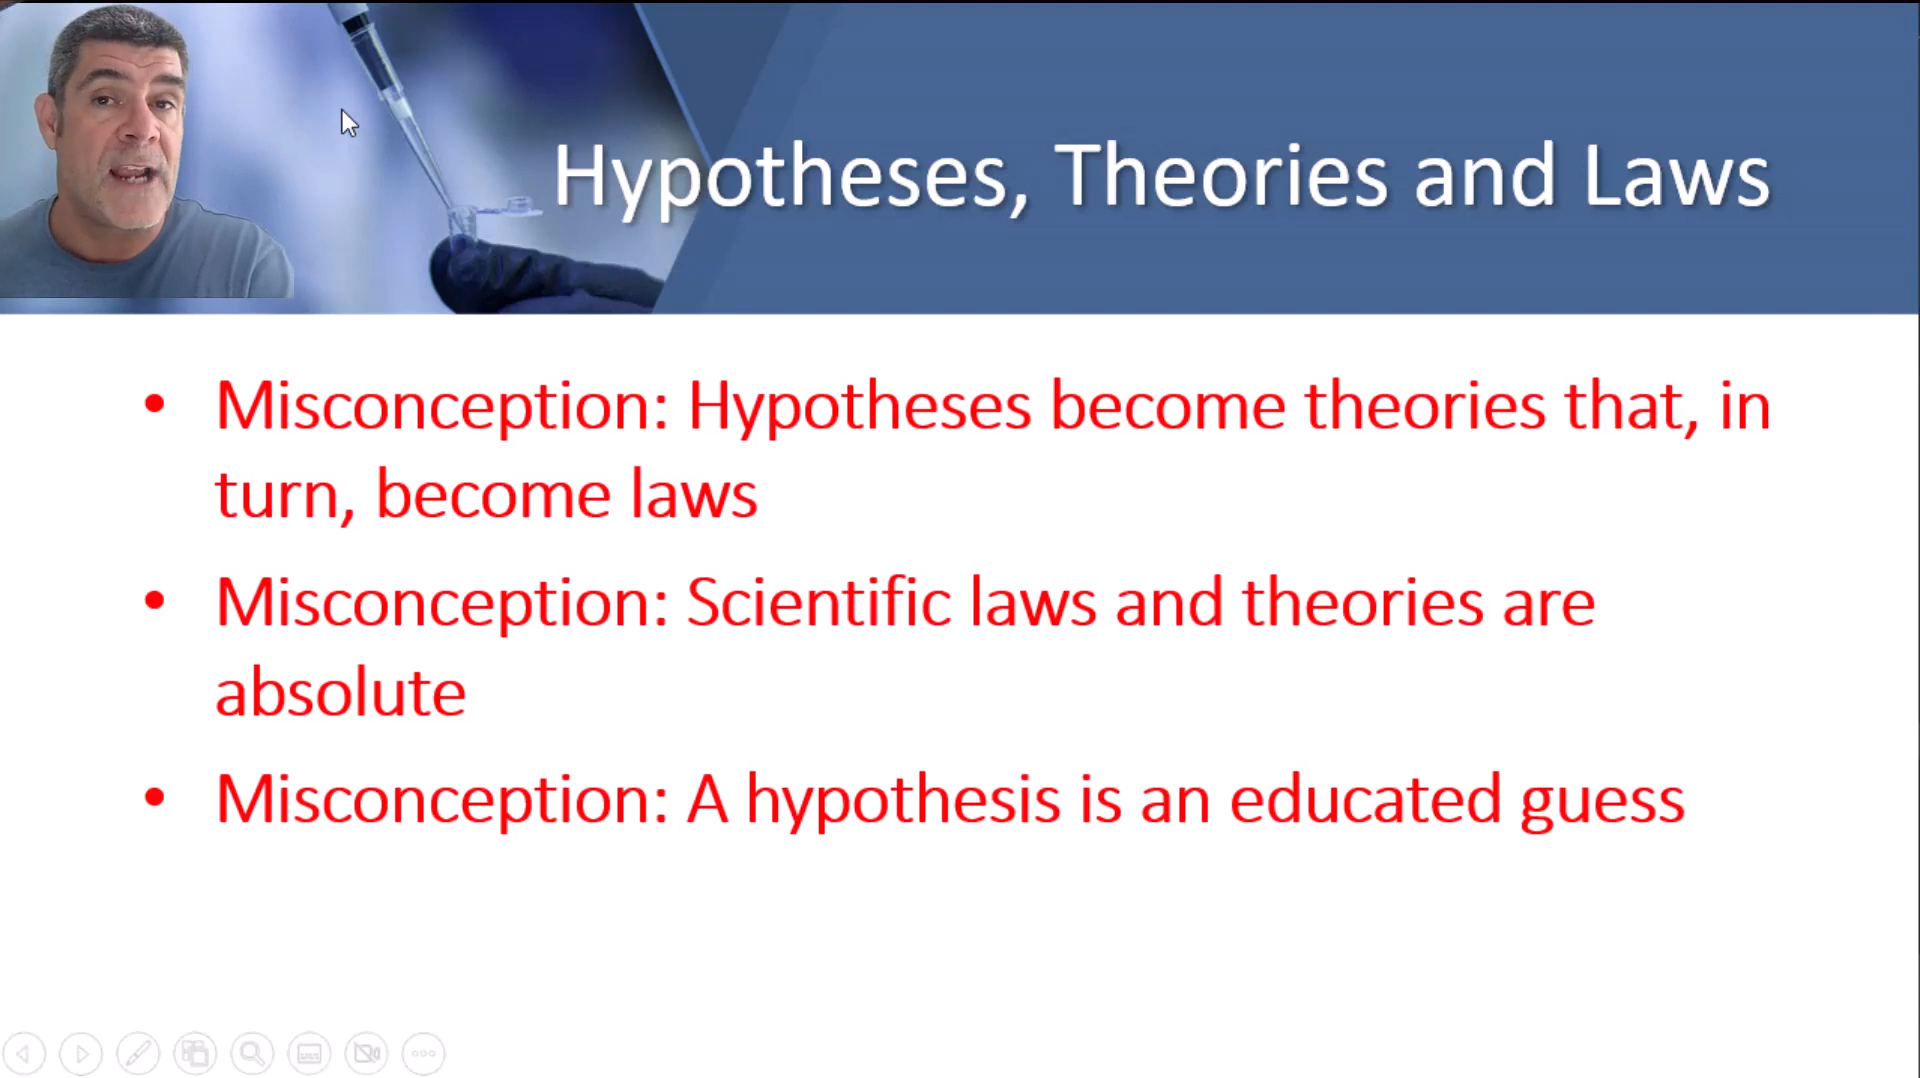 Hypotheses, Theories and Laws
• Misconception: Hypotheses become theories that, in
turn, become laws
• Misconception: Scientific laws and theories are
absolute
• Misconception: A hypothesis is an educated guess